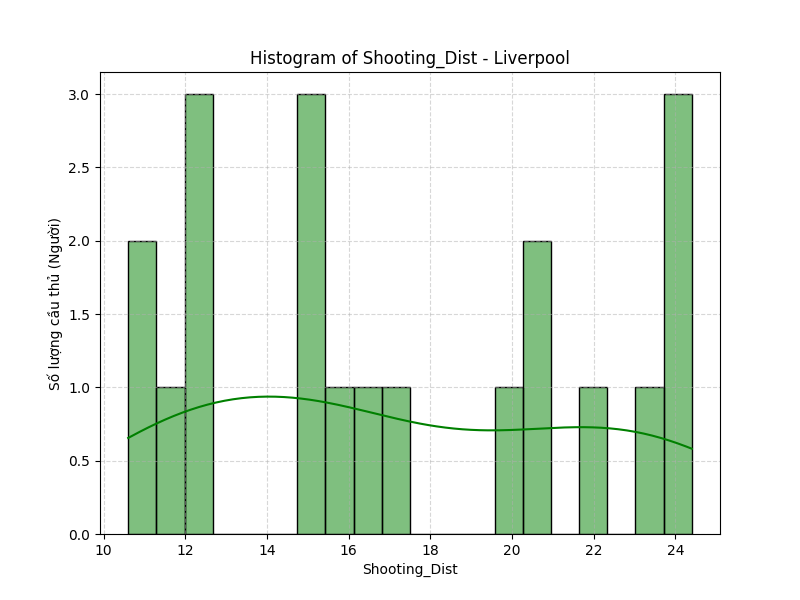 Histogram of Shooting_Dist - Liverpool
3.0
2.5
2.0
1.5
1.0
0.5
0.0
Số lượng cầu thủ (Người)
10 12 14 16 18 20 22 24
Shooting_Dist